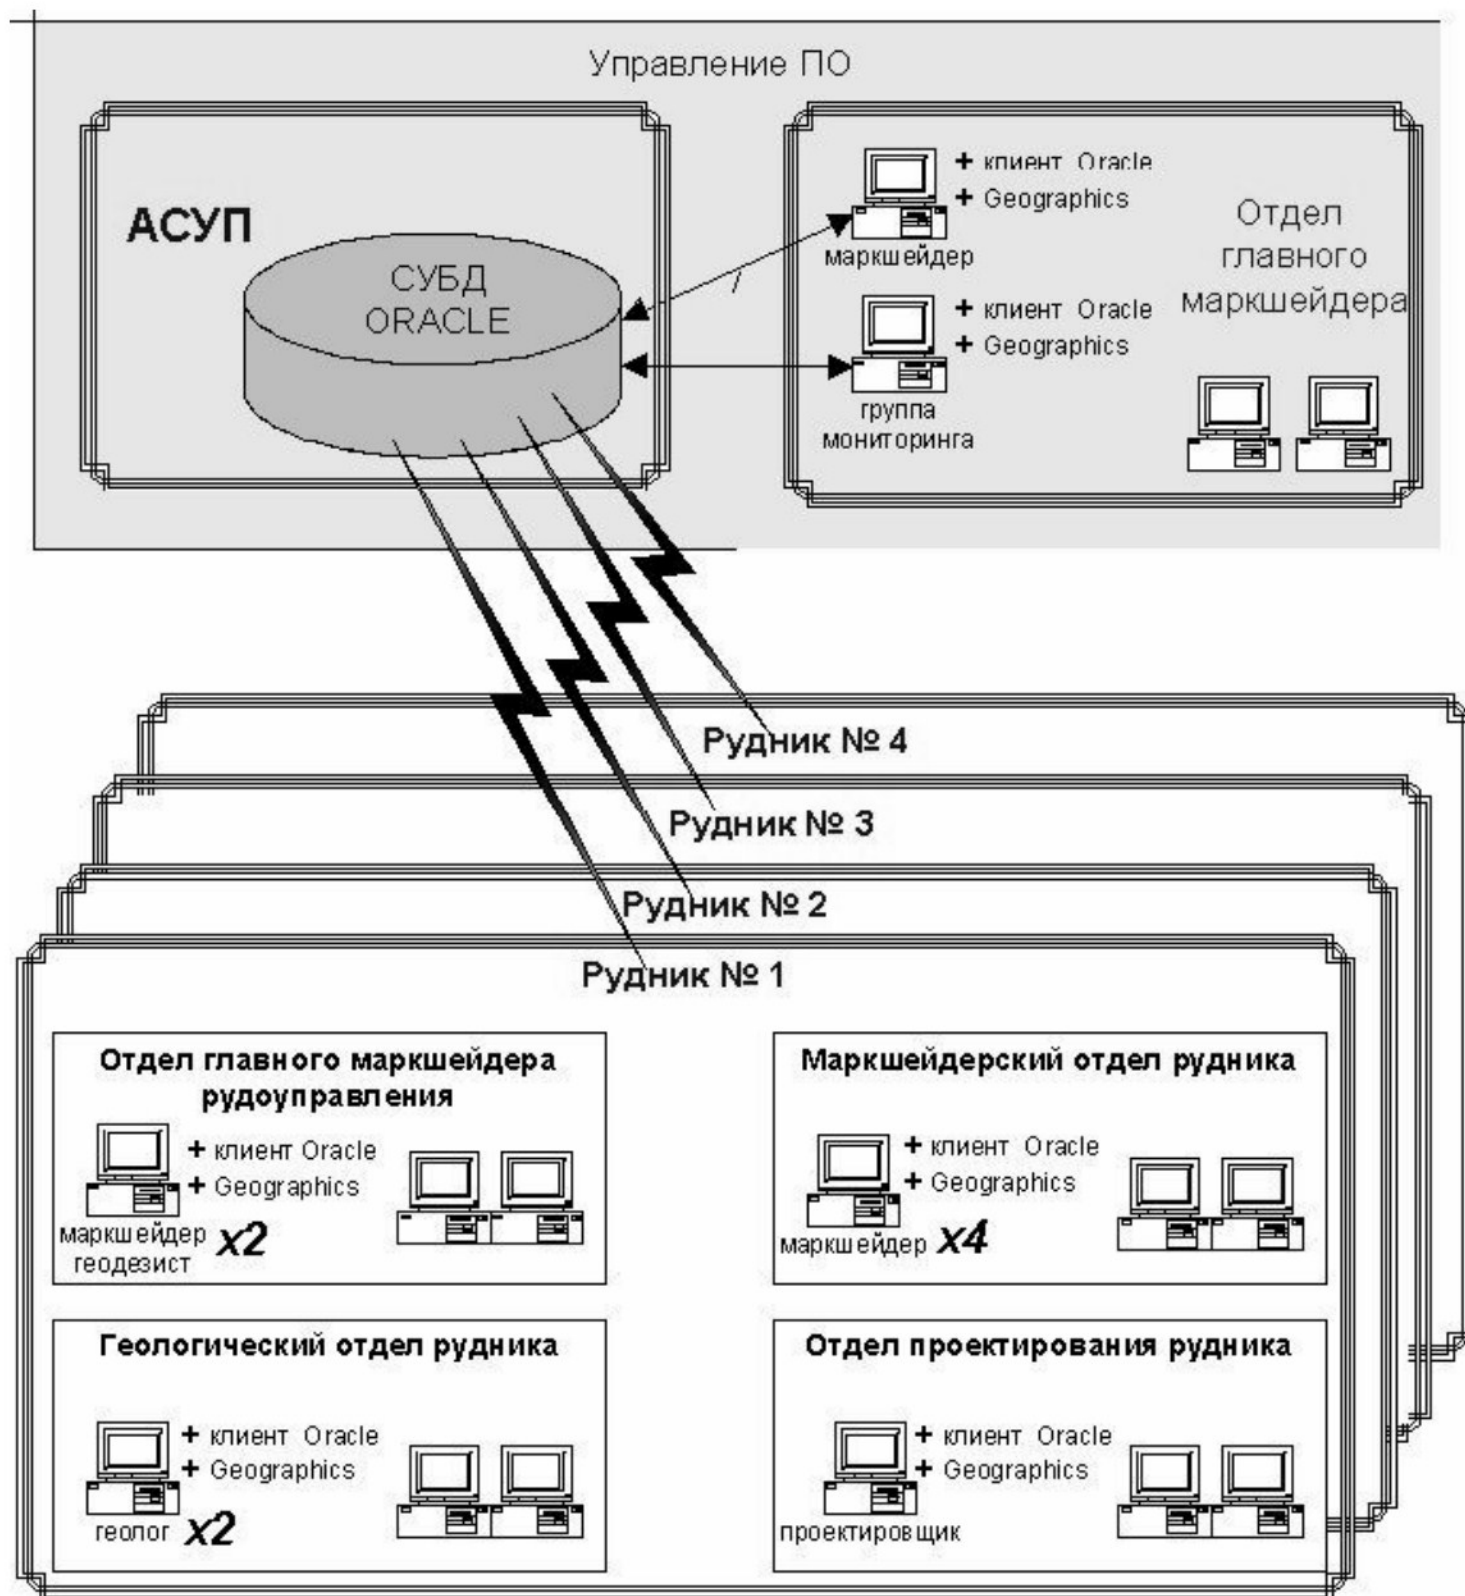 Управление ПО
АСУП
СУБД
ORACLE
+ клиент Oracle
+ Geographics
маркшейдер
+ клиент Oracle
+ Geographics
группа
мониторинга
Отдел
главного
маркшейдера
Рудник № 4
Рудник № 3
Рудник № 2
Рудник № 1
Отдел главного маркшейдера
рудоуправления
+ клиент Oracle
+ Geographics
маркшейдер
геодезист
x2
Маркшейдерский отдел рудника
+ клиент Oracle
+ Geographics
маркшейдер x4
Геологический отдел рудника
+ клиент Oracle
+ Geographics
геолог x2
Отдел проектирования рудника
+ клиент Oracle
+ Geographics
проектировщик